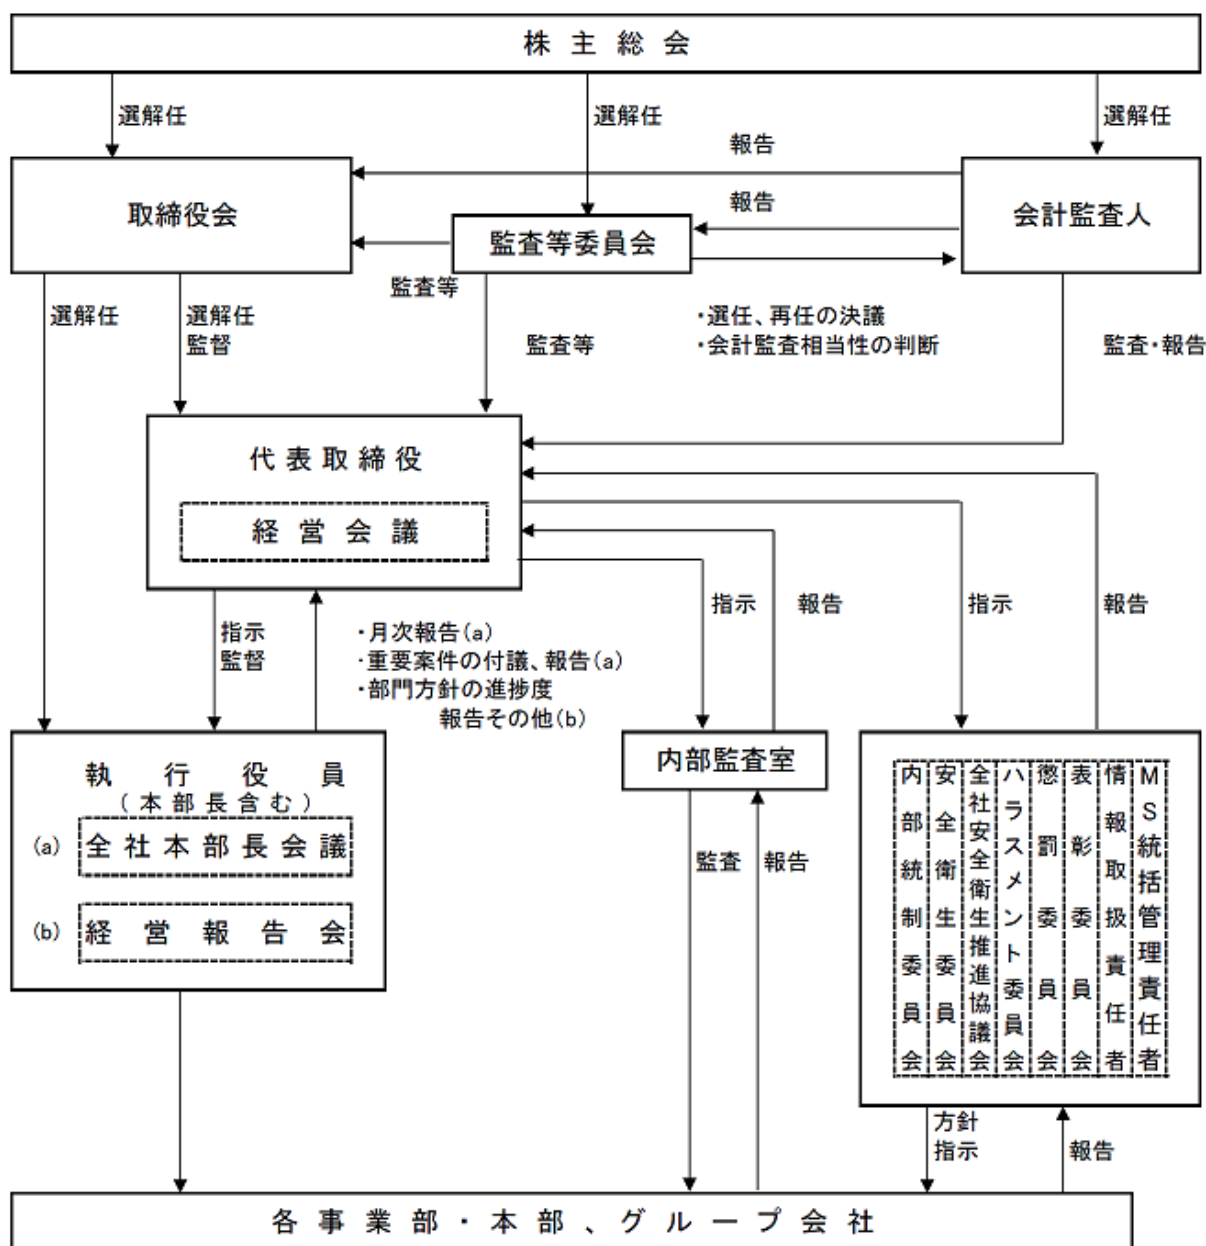 株主総会
選解任
選解任
選解任
報告
取締役会
報告
会計監査人
監査等委員会
監査等
選解任
選解任
監督
監査等
・選任、再任の決議
・会計監査相当性の判断
監査・報告
代表取締役
経営会議
指示
監督
・月次報告(a)
・重要案件の付議、報告(a)
・部門方針の進捗度
報告その他(b)
指示
報告
指示
報告
執行役員
(本部長含む)
(a) 全社本部長会議
(b) 経営報告会
内部監査室
内部統制委員会
安全衛生委員会
全社安全衛生推進協議会
ハラスメント委員会
懲罰委員会
表彰委員会
情報取扱責任者
MS統括管理責任者
監査
報告
方針
指示
報告
各事業部・本部、グループ会社